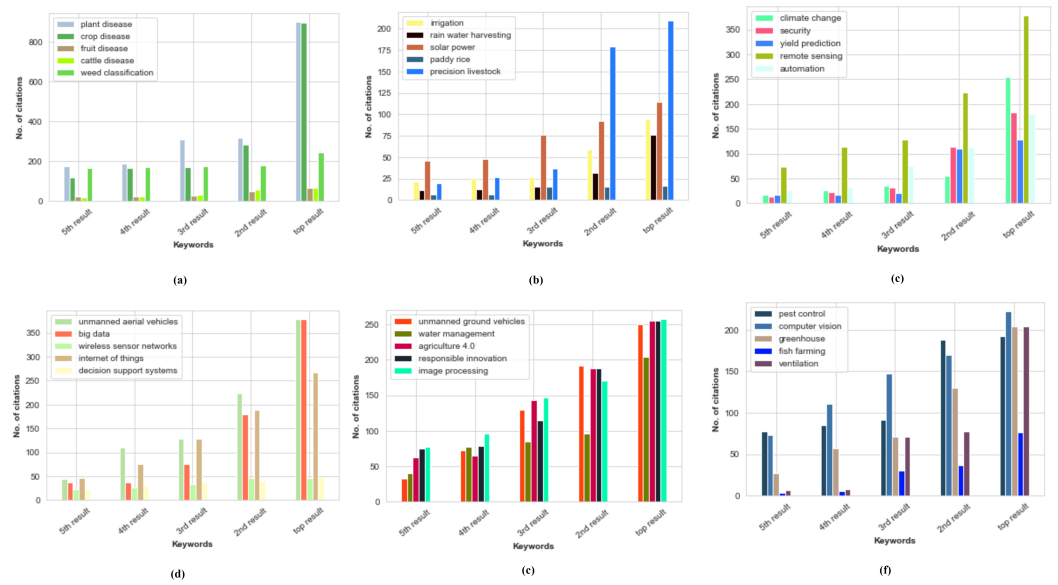 plant disease
crop disease
fruit disease
cattle disease
weed classification
No. of citations
800
600
400
200
0
5th result
4th result
3rd result
2nd result
top result
Keywords
(a)
irrigation
rain water harvesting
solar power
paddy rice
precision livestock
No. of citations
200
175
150
125
100
75
50
25
0
5th result
4th result
3rd result
2nd result
top result
Keywords
(b)
climate change
security
yield prediction
remote sensing
automation
No. of citations
350
300
250
200
150
100
50
0
5th result
4th result
3rd result
2nd result
top result
Keywords
(c)
unmanned aerial vehicles
big data
wireless sensor networks
internet of things
decision support systems
No. of citations
350
300
250
200
150
100
50
0
5th result
4th result
3rd result
2nd result
top result
Keywords
(d)
unmanned ground vehicles
water management
agriculture 4.0
responsible innovation
image processing
No. of citations
250
200
150
100
50
0
5th result
4th result
3rd result
2nd result
top result
Keywords
(c)
pest control
computer vision
greenhouse
fish farming
ventilation
No. of citations
200
150
100
50
0
5th result
4th result
3rd result
2nd result
top result
Keywords
(f)